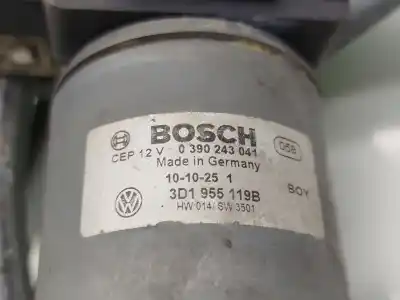 BOSCH
CEP 12 V 0 390 243 041 058
Made in Germany
10-10-25 1
3D1 955 119B BOY
HW 014/ SW 3501